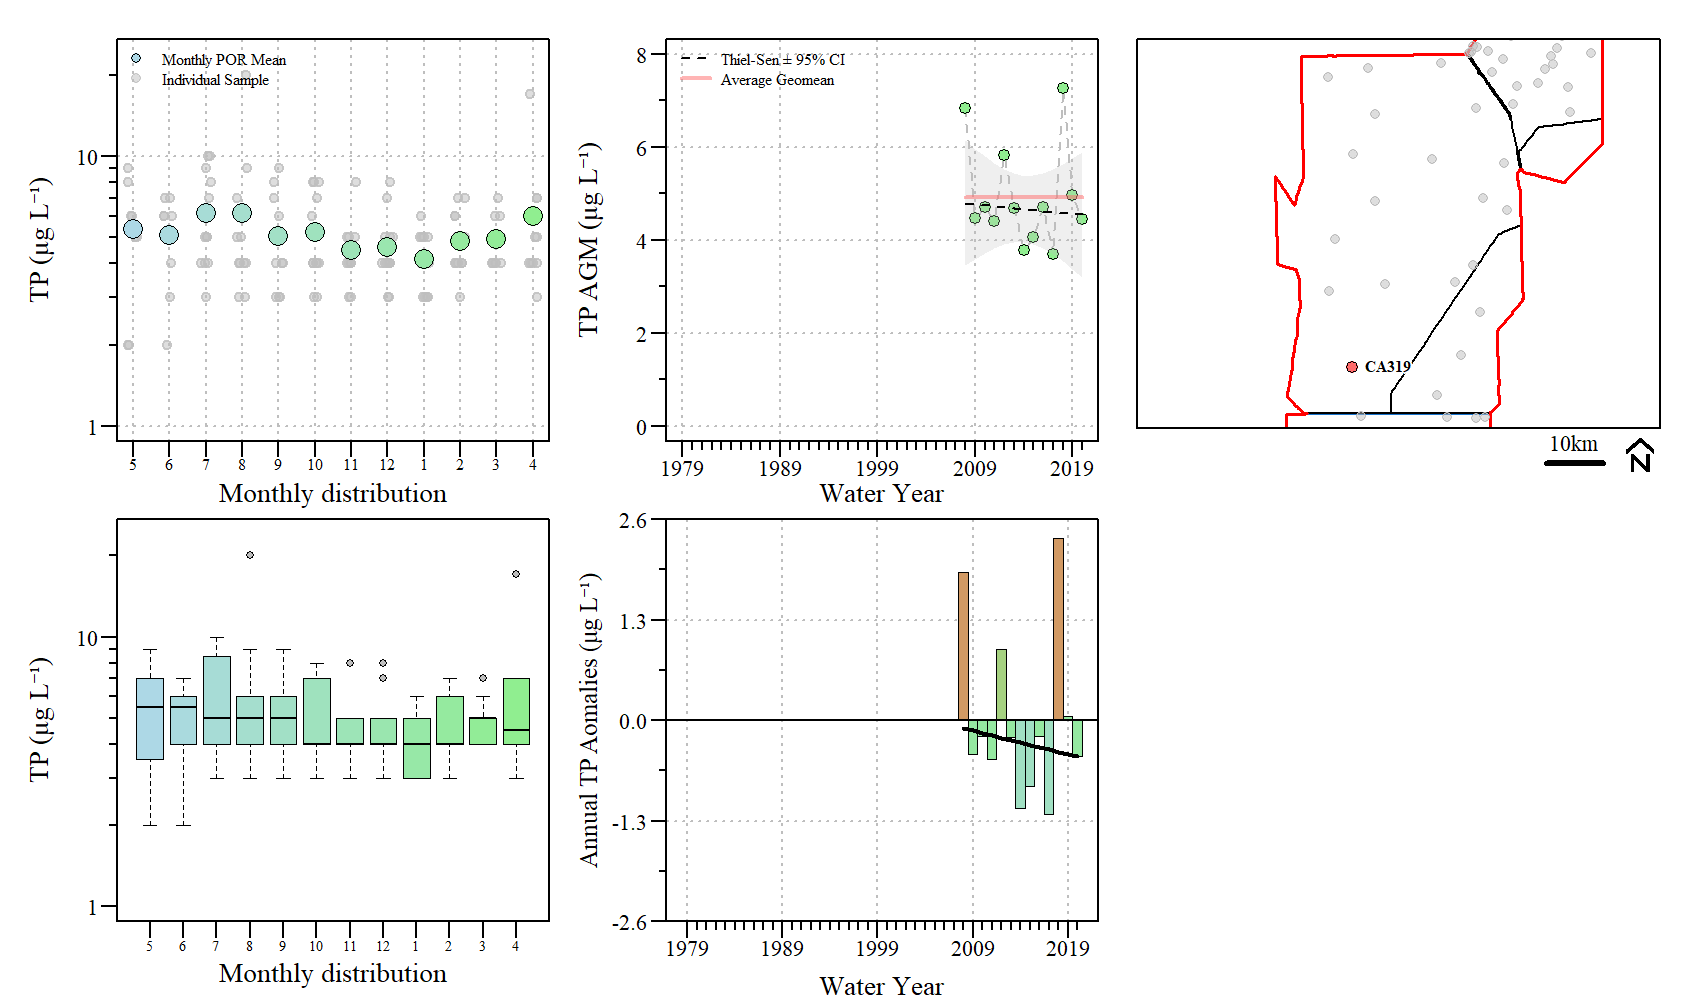 TP (µg L⁻¹)
10
1
Monthly POR Mean
Individual Sample
5 6 7 8 9 10 11 12 1 2 3 4
Monthly distribution
TP AGM (µg L⁻¹)
8
6
4
2
0
Thiel-Sen ± 95% CI
Average Geomean
1979 1989 1999 2009 2019
Water Year
CA319
10km
N
TP (µg L⁻¹)
10
1
5 6 7 8 9 10 11 12 1 2 3 4
Monthly distribution
Annual TP Aomalies (µg L⁻¹)
2.6
1.3
0.0
-1.3
-2.6
1979 1989 1999 2009 2019
Water Year